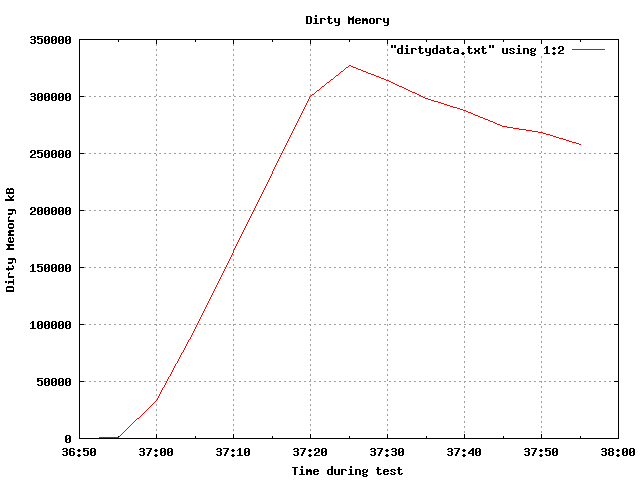 Dirty Memory
"dirtydata.txt" using 1:2
350000
300000
250000
200000
150000
100000
50000
0
Dirty Memory kB
36:50 37:00 37:10 37:20 37:30 37:40 37:50 38:00
Time during test